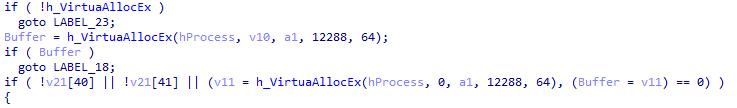 if ( !h_VirtuaAllocEx )
goto LABEL_23;
Buffer = h_VirtuaAllocEx(hProcess, v10, a1, 12288, 64);
if ( Buffer )
goto LABEL_18;
if ( !v21[40] || !v21[41] || (v11 = h_VirtuaAllocEx(hProcess, 0, a1, 12288, 64), (Buffer = v11) == 0) )
{